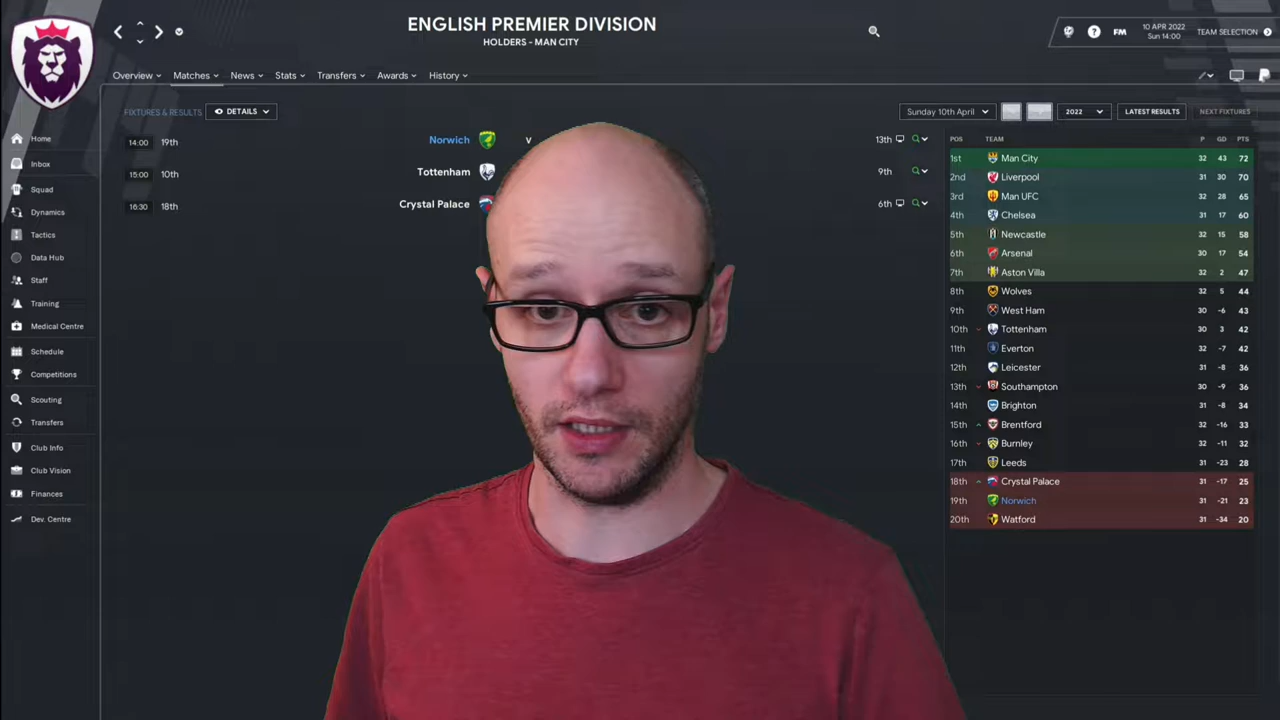 ENGLISH PREMIER DIVISION
HOLDERS - MAN CITY
FM
10 APR 2022
Sun 14:00
TEAM SELECTION
Overview
Matches
News
Stats
Transfers
Awards
History
FIXTURES & RESULTS
DETAILS
Sunday 10th April
2022
LATEST RESULTS
NEXT FIXTURES
14:00 19th Norwich v 13th
15:00 10th Tottenham 9th
16:30 18th Crystal Palace 6th
POS TEAM P GD PTS
1st Man City 32 43 72
2nd Liverpool 31 30 70
3rd Man UFC 32 28 65
4th Chelsea 31 17 60
5th Newcastle 32 15 58
6th Arsenal 30 17 54
7th Aston Villa 32 2 47
8th Wolves 32 5 44
9th West Ham 30 -6 43
10th Tottenham 30 3 42
11th Everton 32 -7 42
12th Leicester 31 -8 36
13th Southampton 30 -9 36
14th Brighton 31 -8 34
15th Brentford 32 -16 33
16th Burnley 32 -11 32
17th Leeds 31 -23 28
18th Crystal Palace 31 -17 25
19th Norwich 31 -21 23
20th Watford 31 -34 20
Home
Inbox
Squad
Dynamics
Tactics
Data Hub
Staff
Training
Medical Centre
Schedule
Competitions
Scouting
Transfers
Club Info
Club Vision
Finances
Dev. Centre